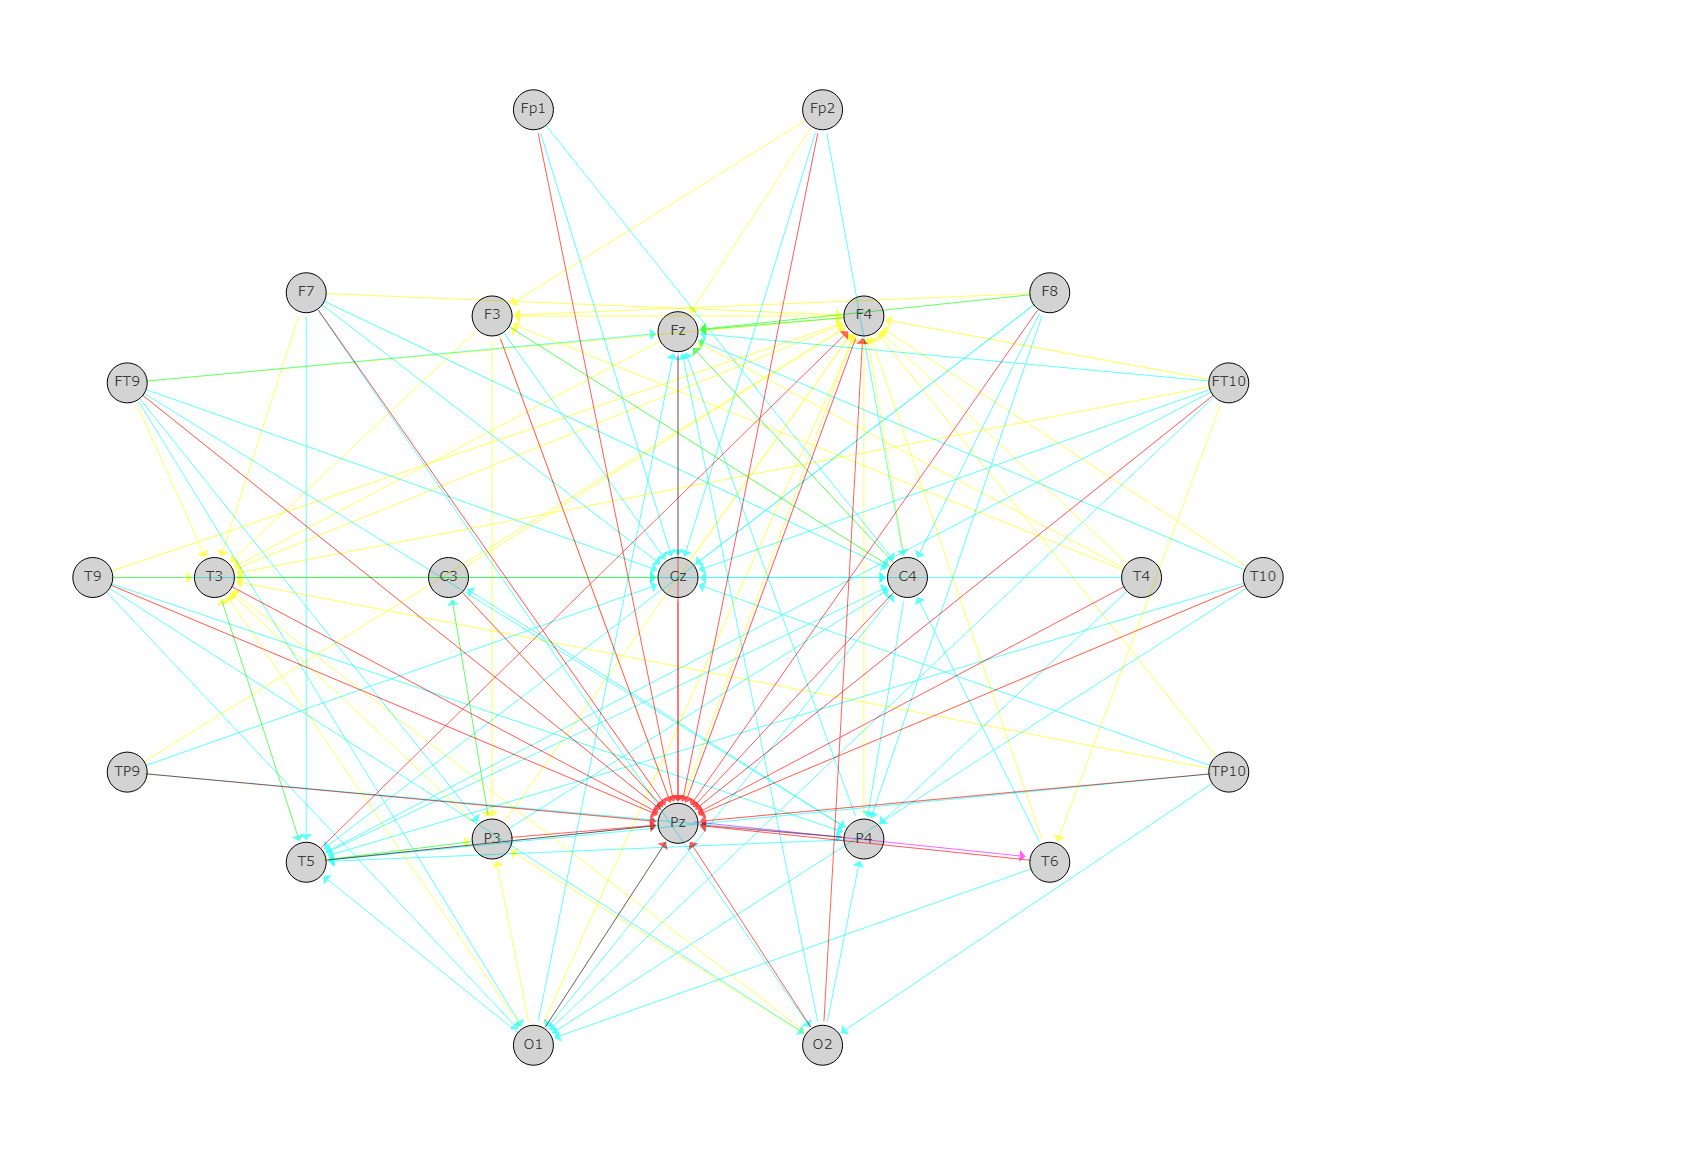 Fp1 Fp2
F7 F3 Fz F4 F8
FT9 FT10
T9 T3 C3 Cz C4 T4 T10
TP9 TP10
T5 P3 Pz P4 T6
O1 O2